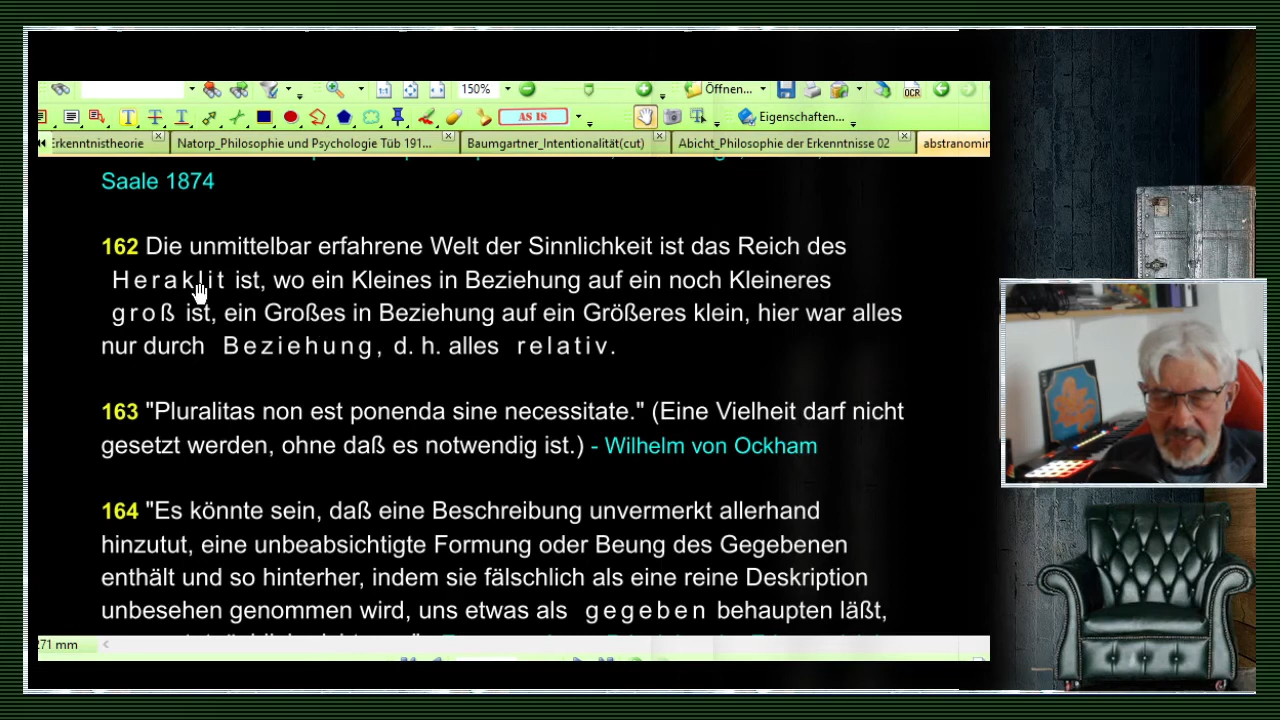 150%
Öffnen...
OCR
AS IS
Eigenschaften...
rkenntnistheorie
Natorp_Philosophie und Psychologie Tüb 191...
Baumgartner_Intentionalität(cut)
Abicht_Philosophie der Erkenntnisse 02
abstranomin
Saale 1874
162 Die unmittelbar erfahrene Welt der Sinnlichkeit ist das Reich des
Heraklit ist, wo ein Kleines in Beziehung auf ein noch Kleineres
groß ist, ein Großes in Beziehung auf ein Größeres klein, hier war alles
nur durch Beziehung, d. h. alles relativ.
163 "Pluralitas non est ponenda sine necessitate." (Eine Vielheit darf nicht
gesetzt werden, ohne daß es notwendig ist.) - Wilhelm von Ockham
164 "Es könnte sein, daß eine Beschreibung unvermerkt allerhand
hinzutut, eine unbeabsichtigte Formung oder Beung des Gegebenen
enthält und so hinterher, indem sie fälschlich als eine reine Deskription
unbesehen genommen wird, uns etwas als gegeben behaupten läßt,
271 mm